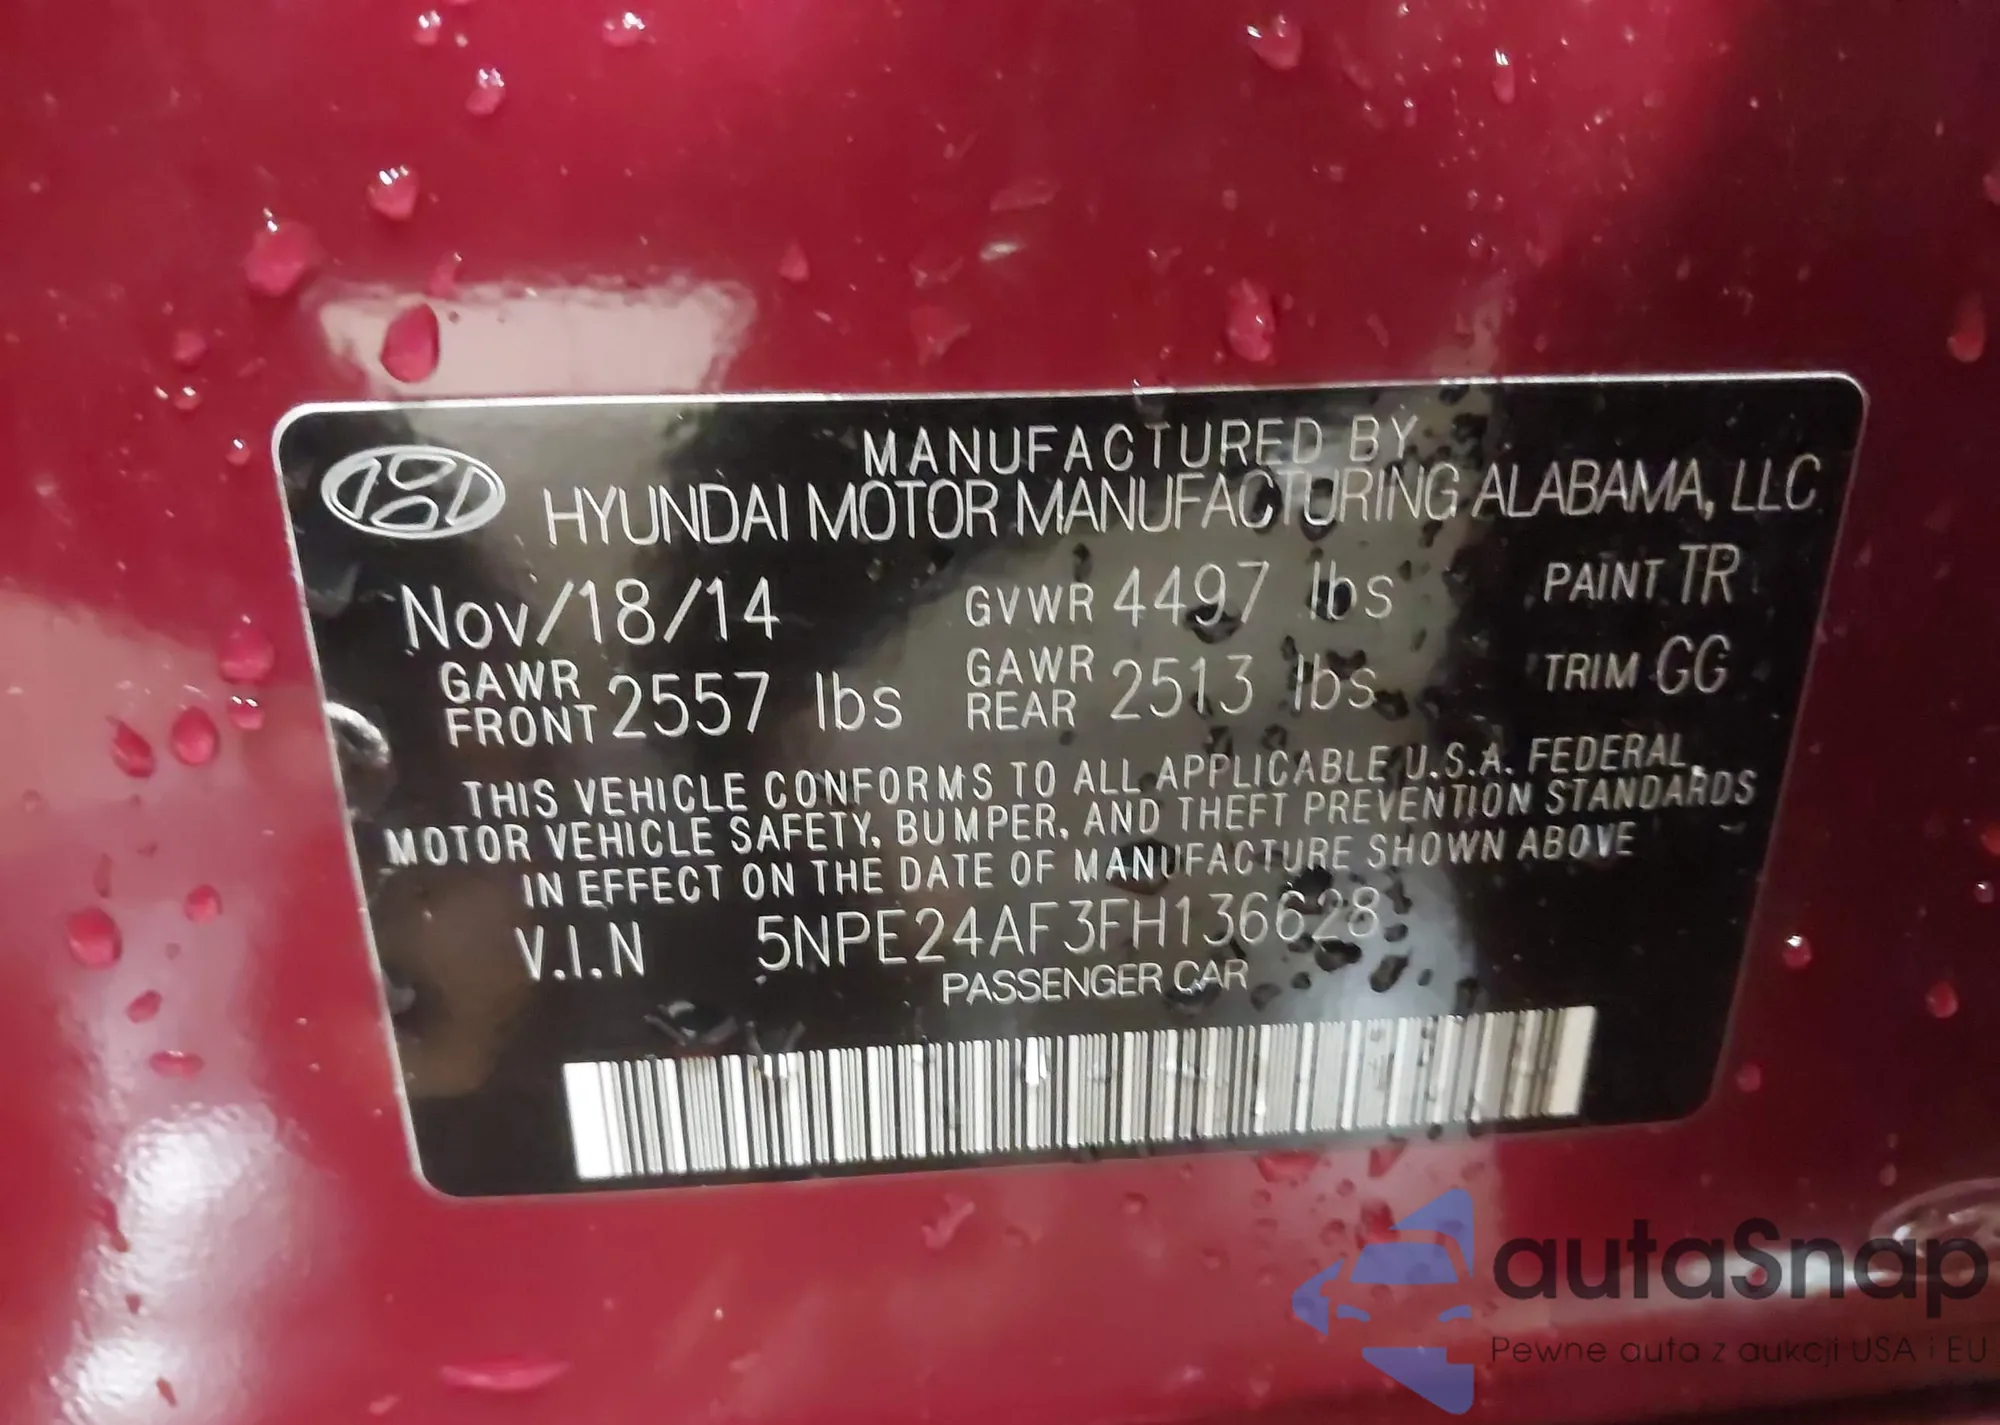 MANUFACTURED BY
HYUNDAI MOTOR MANUFACTURING ALABAMA, LLC
Nov/18/14 GVWR 4497 lbs PAINT TR
GAWR FRONT 2557 lbs GAWR REAR 2513 lbs TRIM GG
THIS VEHICLE CONFORMS TO ALL APPLICABLE U.S.A. FEDERAL
MOTOR VEHICLE SAFETY, BUMPER, AND THEFT PREVENTION STANDARDS
IN EFFECT ON THE DATE OF MANUFACTURE SHOWN ABOVE
V.I.N 5NPE24AF3FH136628
PASSENGER CAR
autaSnap
Pewne auta z aukcji USA i EU